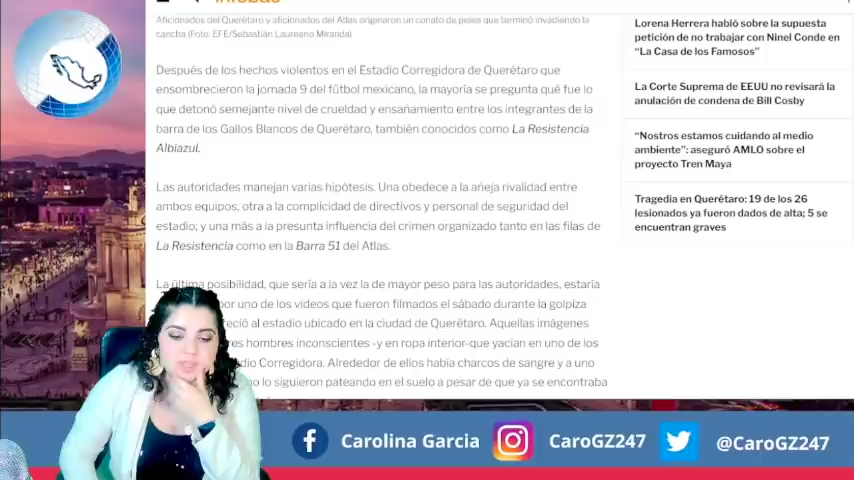 infobae
Aficionados del Querétaro y aficionados del Atlas originaron un conato de pelea que terminó invadiendo la
cancha (Foto: EFE/Sebastián Laureano Miranda)
Después de los hechos violentos en el Estadio Corregidora de Querétaro que
ensombrecieron la jornada 9 del fútbol mexicano, la mayoría se pregunta qué fue lo
que detonó semejante nivel de crueldad y ensañamiento entre los integrantes de la
barra de los Gallos Blancos de Querétaro, también conocidos como La Resistencia
Albiazul.
Las autoridades manejan varias hipótesis. Una obedece a la añeja rivalidad entre
ambos equipos, otra a la complicidad de directivos y personal de seguridad del
estadio; y una más a la presunta influencia del crimen organizado tanto en las filas de
La Resistencia como en la Barra 51 del Atlas.
La última posibilidad, que sería a la vez la de mayor peso para las autoridades, estaría
por uno de los videos que fueron filmados el sábado durante la golpiza
al estadio ubicado en la ciudad de Querétaro. Aquellas imágenes
hombres inconscientes -y en ropa interior-que yacían en uno de los
Corregidora. Alrededor de ellos había charcos de sangre y a uno
lo siguieron pateando en el suelo a pesar de que ya se encontraba
Lorena Herrera habló sobre la supuesta
petición de no trabajar con Ninel Conde en
“La Casa de los Famosos”
La Corte Suprema de EEUU no revisará la
anulación de condena de Bill Cosby
“Nostros estamos cuidando al medio
ambiente”: aseguró AMLO sobre el
proyecto Tren Maya
Tragedia en Querétaro: 19 de los 26
lesionados ya fueron dados de alta; 5 se
encuentran graves
Carolina Garcia
CaroGZ247
@CaroGZ247